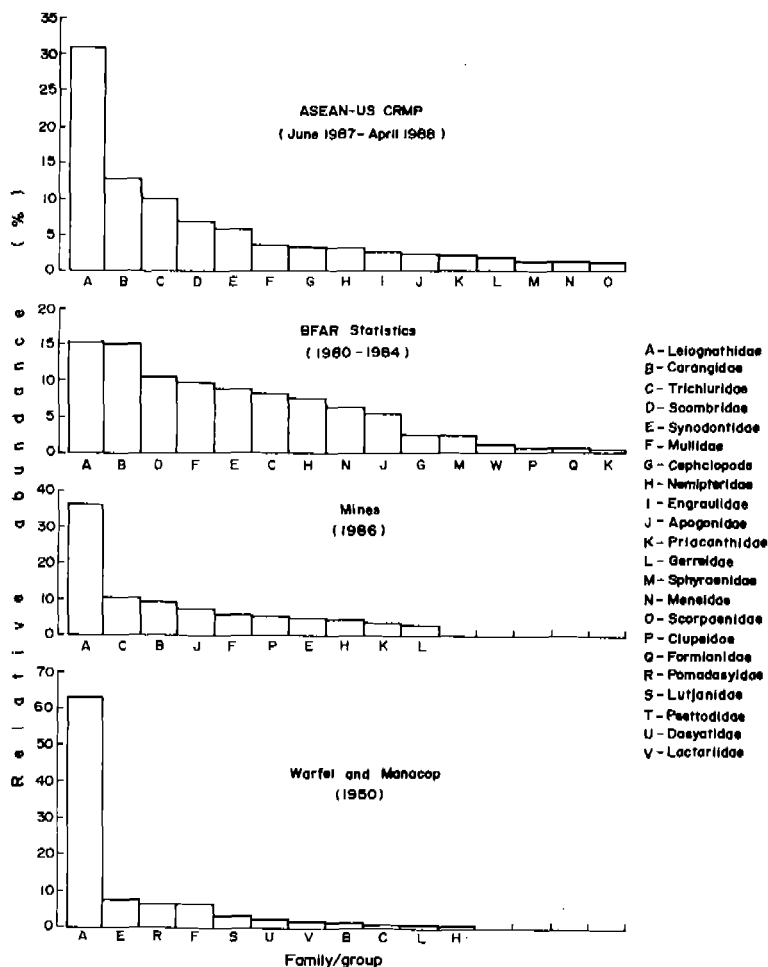 35
30
25
20
15
10
5
0
ASEAN-US CRMP
(June 1987-April 1988)
A B C D E F G H I J K L M N O
20
15
10
5
0
BFAR Statistics
(1980-1984)
A B D F E C H N J G M W P Q K
40
30
20
10
0
Mines
(1986)
A C B J F P E H K L
70
60
50
40
30
20
10
0
Warfel and Manacop
(1950)
A E R F S U V B C L H
Family/group
Relative abundance (%)
A-Leiognathidae
B-Carangidae
C-Trichiuridae
D-Scombridae
E-Synodontidae
F-Mullidae
G-Cephclopoda
H-Nemipteridae
I-Engraulidae
J-Apogonidae
K-Priacanthidae
L-Gerreidae
M-Sphyraenidae
N-Meneidae
O-Scorpaenidae
P-Clupeidae
Q-Formianidae
R-Pomadasyidae
S-Lutjanidae
T-Psettodidae
U-Dasyatidae
V-Lactariidae